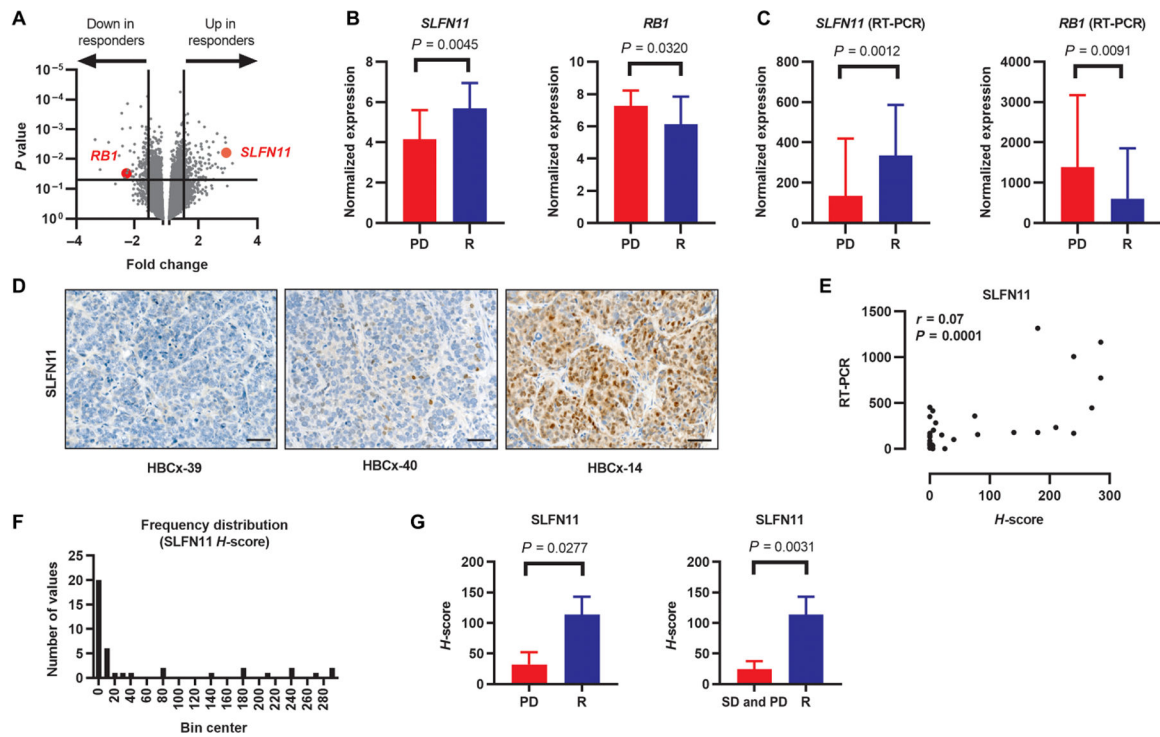 A
Down in
responders
Up in
responders
10⁻⁵
10⁻⁴
10⁻³
10⁻²
10⁻¹
10⁰
P value
RB1
SLFN11
–4
–2
2
4
Fold change
B
SLFN11
P = 0.0045
8
6
4
2
0
Normalized expression
PD
R
RB1
P = 0.0320
10
8
6
4
2
0
Normalized expression
PD
R
C
SLFN11 (RT-PCR)
P = 0.0012
800
600
400
200
0
Normalized expression
PD
R
RB1 (RT-PCR)
P = 0.0091
4000
3000
2000
1000
0
Normalized expression
PD
R
D
SLFN11
HBCx-39
HBCx-40
HBCx-14
E
SLFN11
r = 0.07
P = 0.0001
1500
1000
500
0
RT-PCR
0
100
200
300
H-score
F
Frequency distribution
(SLFN11 H-score)
25
20
15
10
5
0
Number of values
0
20
40
60
80
100
120
140
160
180
200
220
240
260
280
Bin center
G
SLFN11
P = 0.0277
200
150
100
50
0
H-score
PD
R
SLFN11
P = 0.0031
200
150
100
50
0
H-score
SD and PD
R